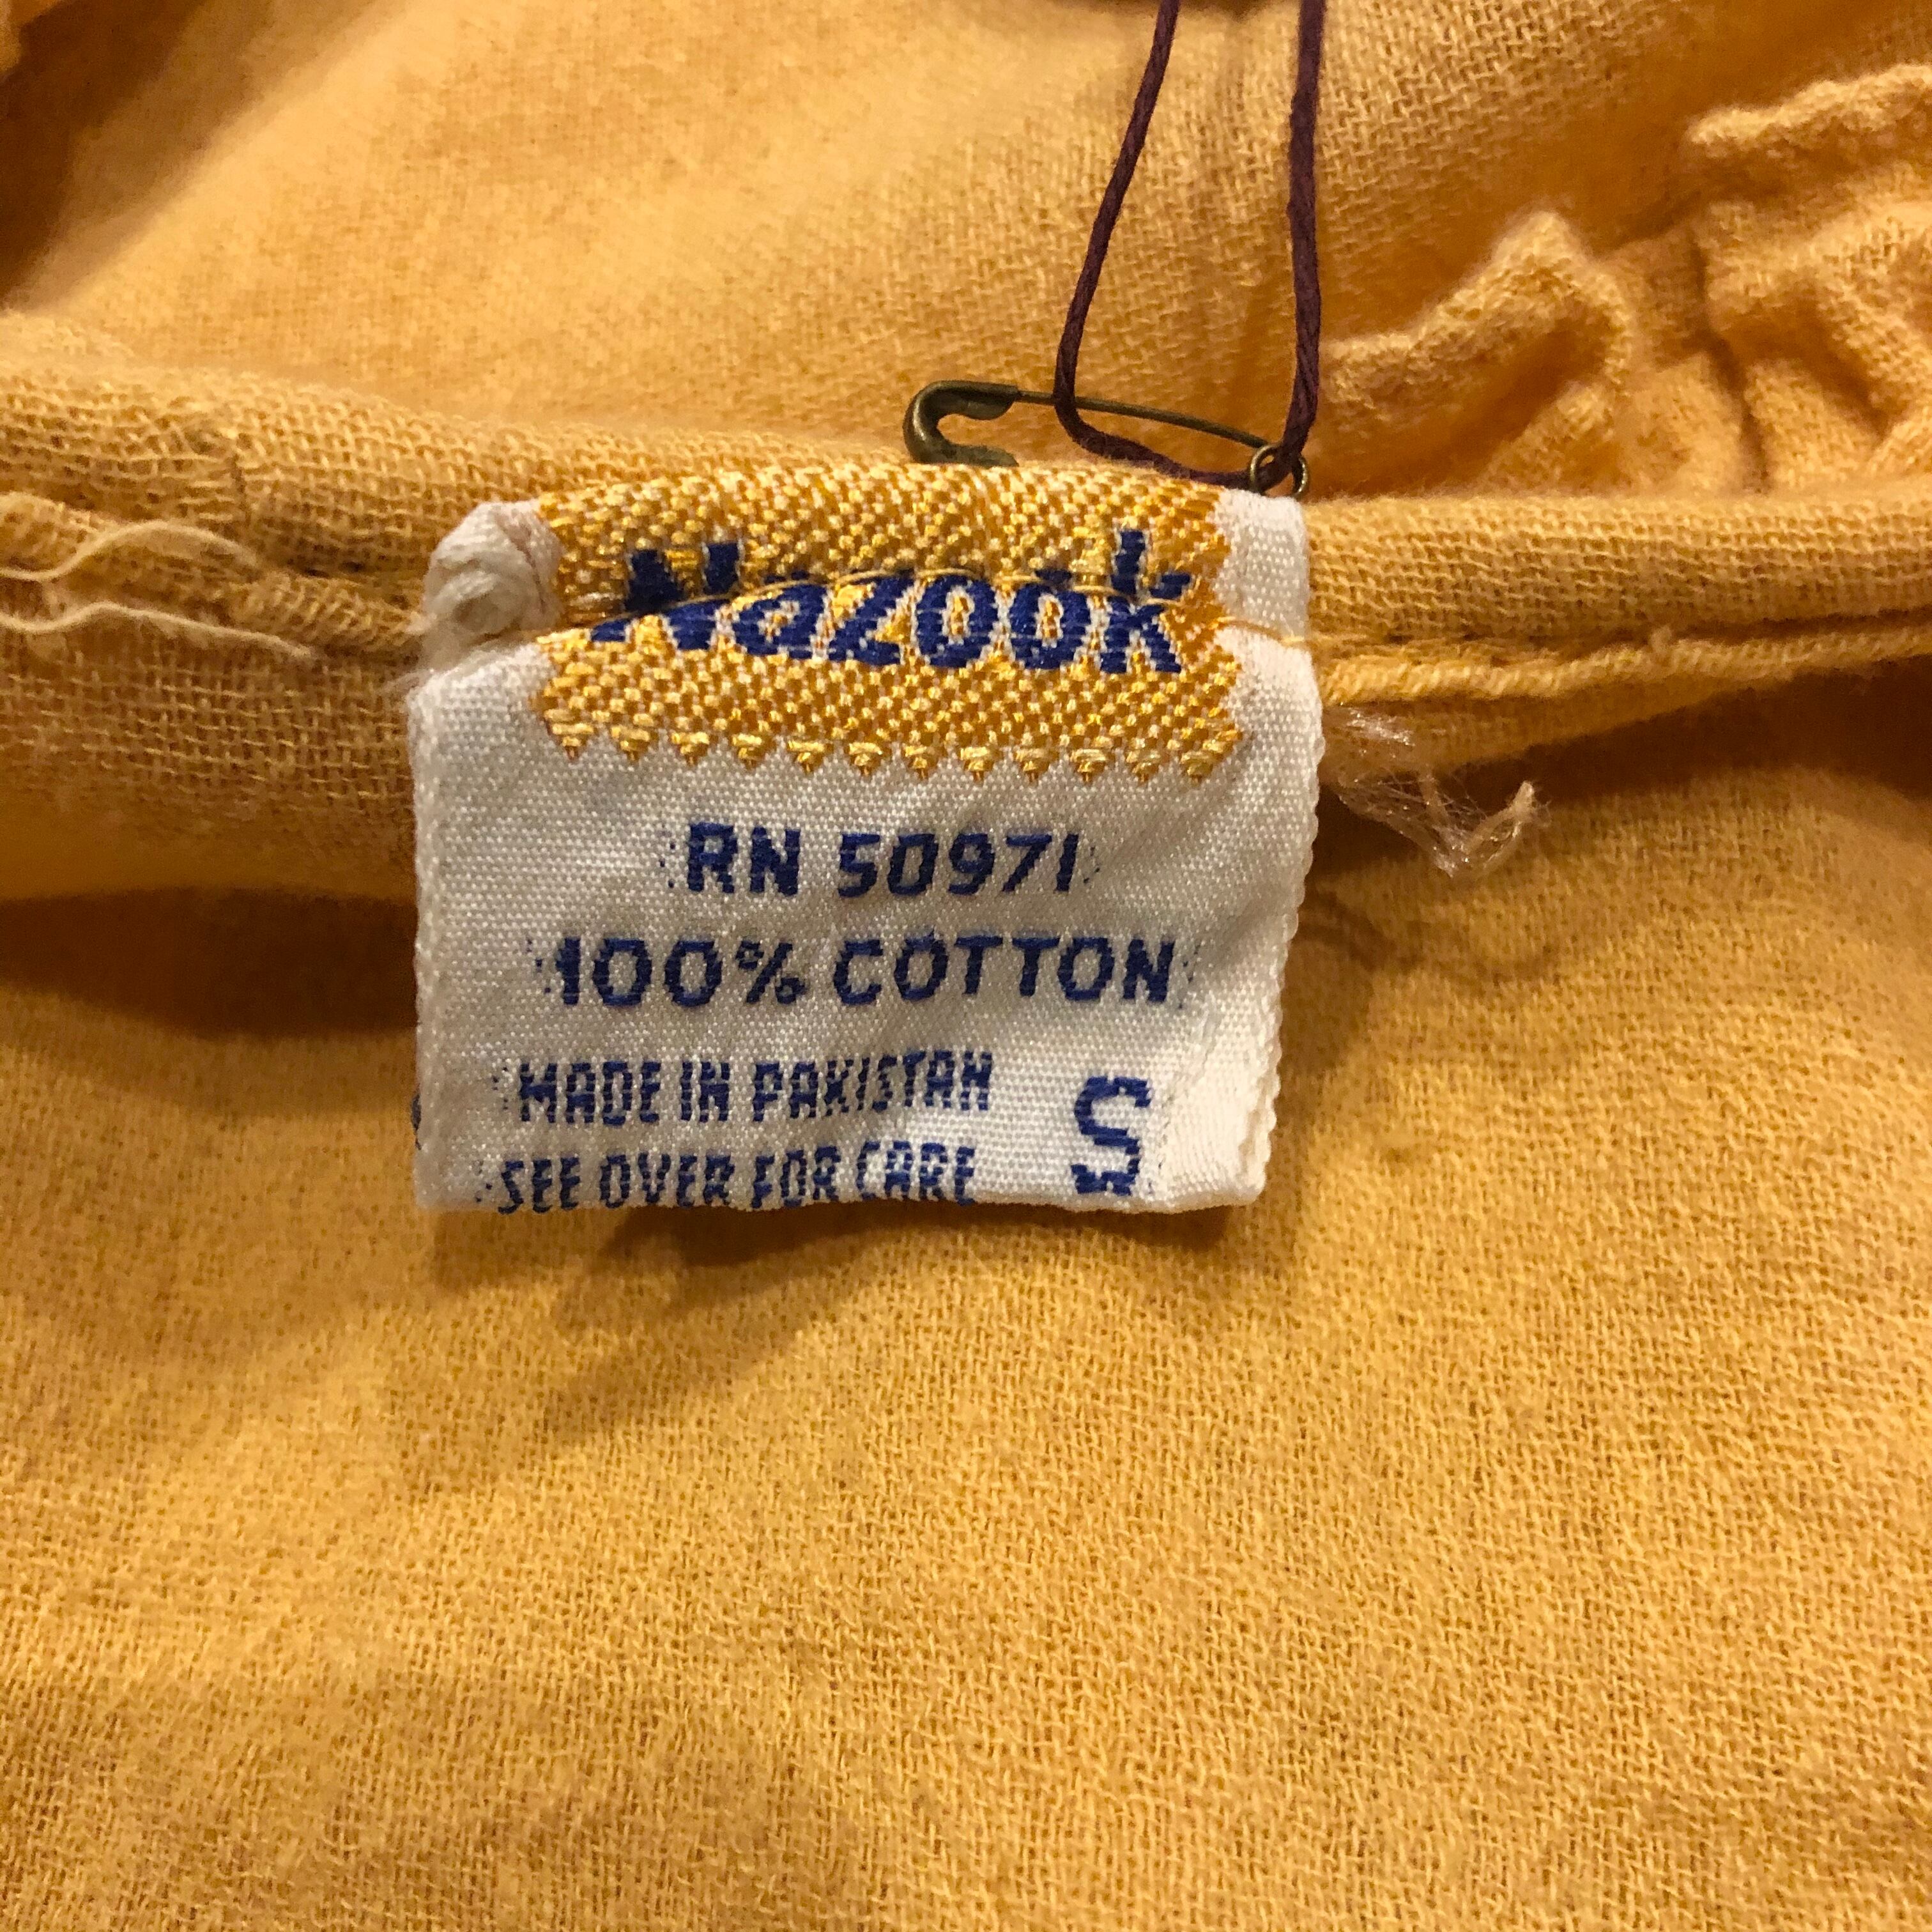 Nazook
RN 50971
100% COTTON
MADE IN PAKISTAN S
SEE OVER FOR CARE